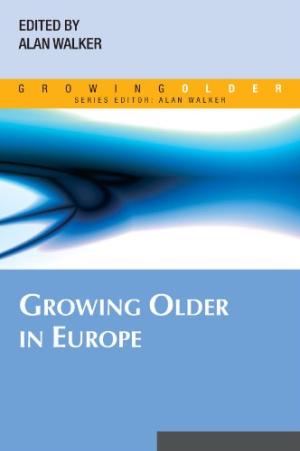 EDITED BY
ALAN WALKER
GROWINGOLDER
SERIES EDITOR: ALAN WALKER
GROWING OLDER
IN EUROPE